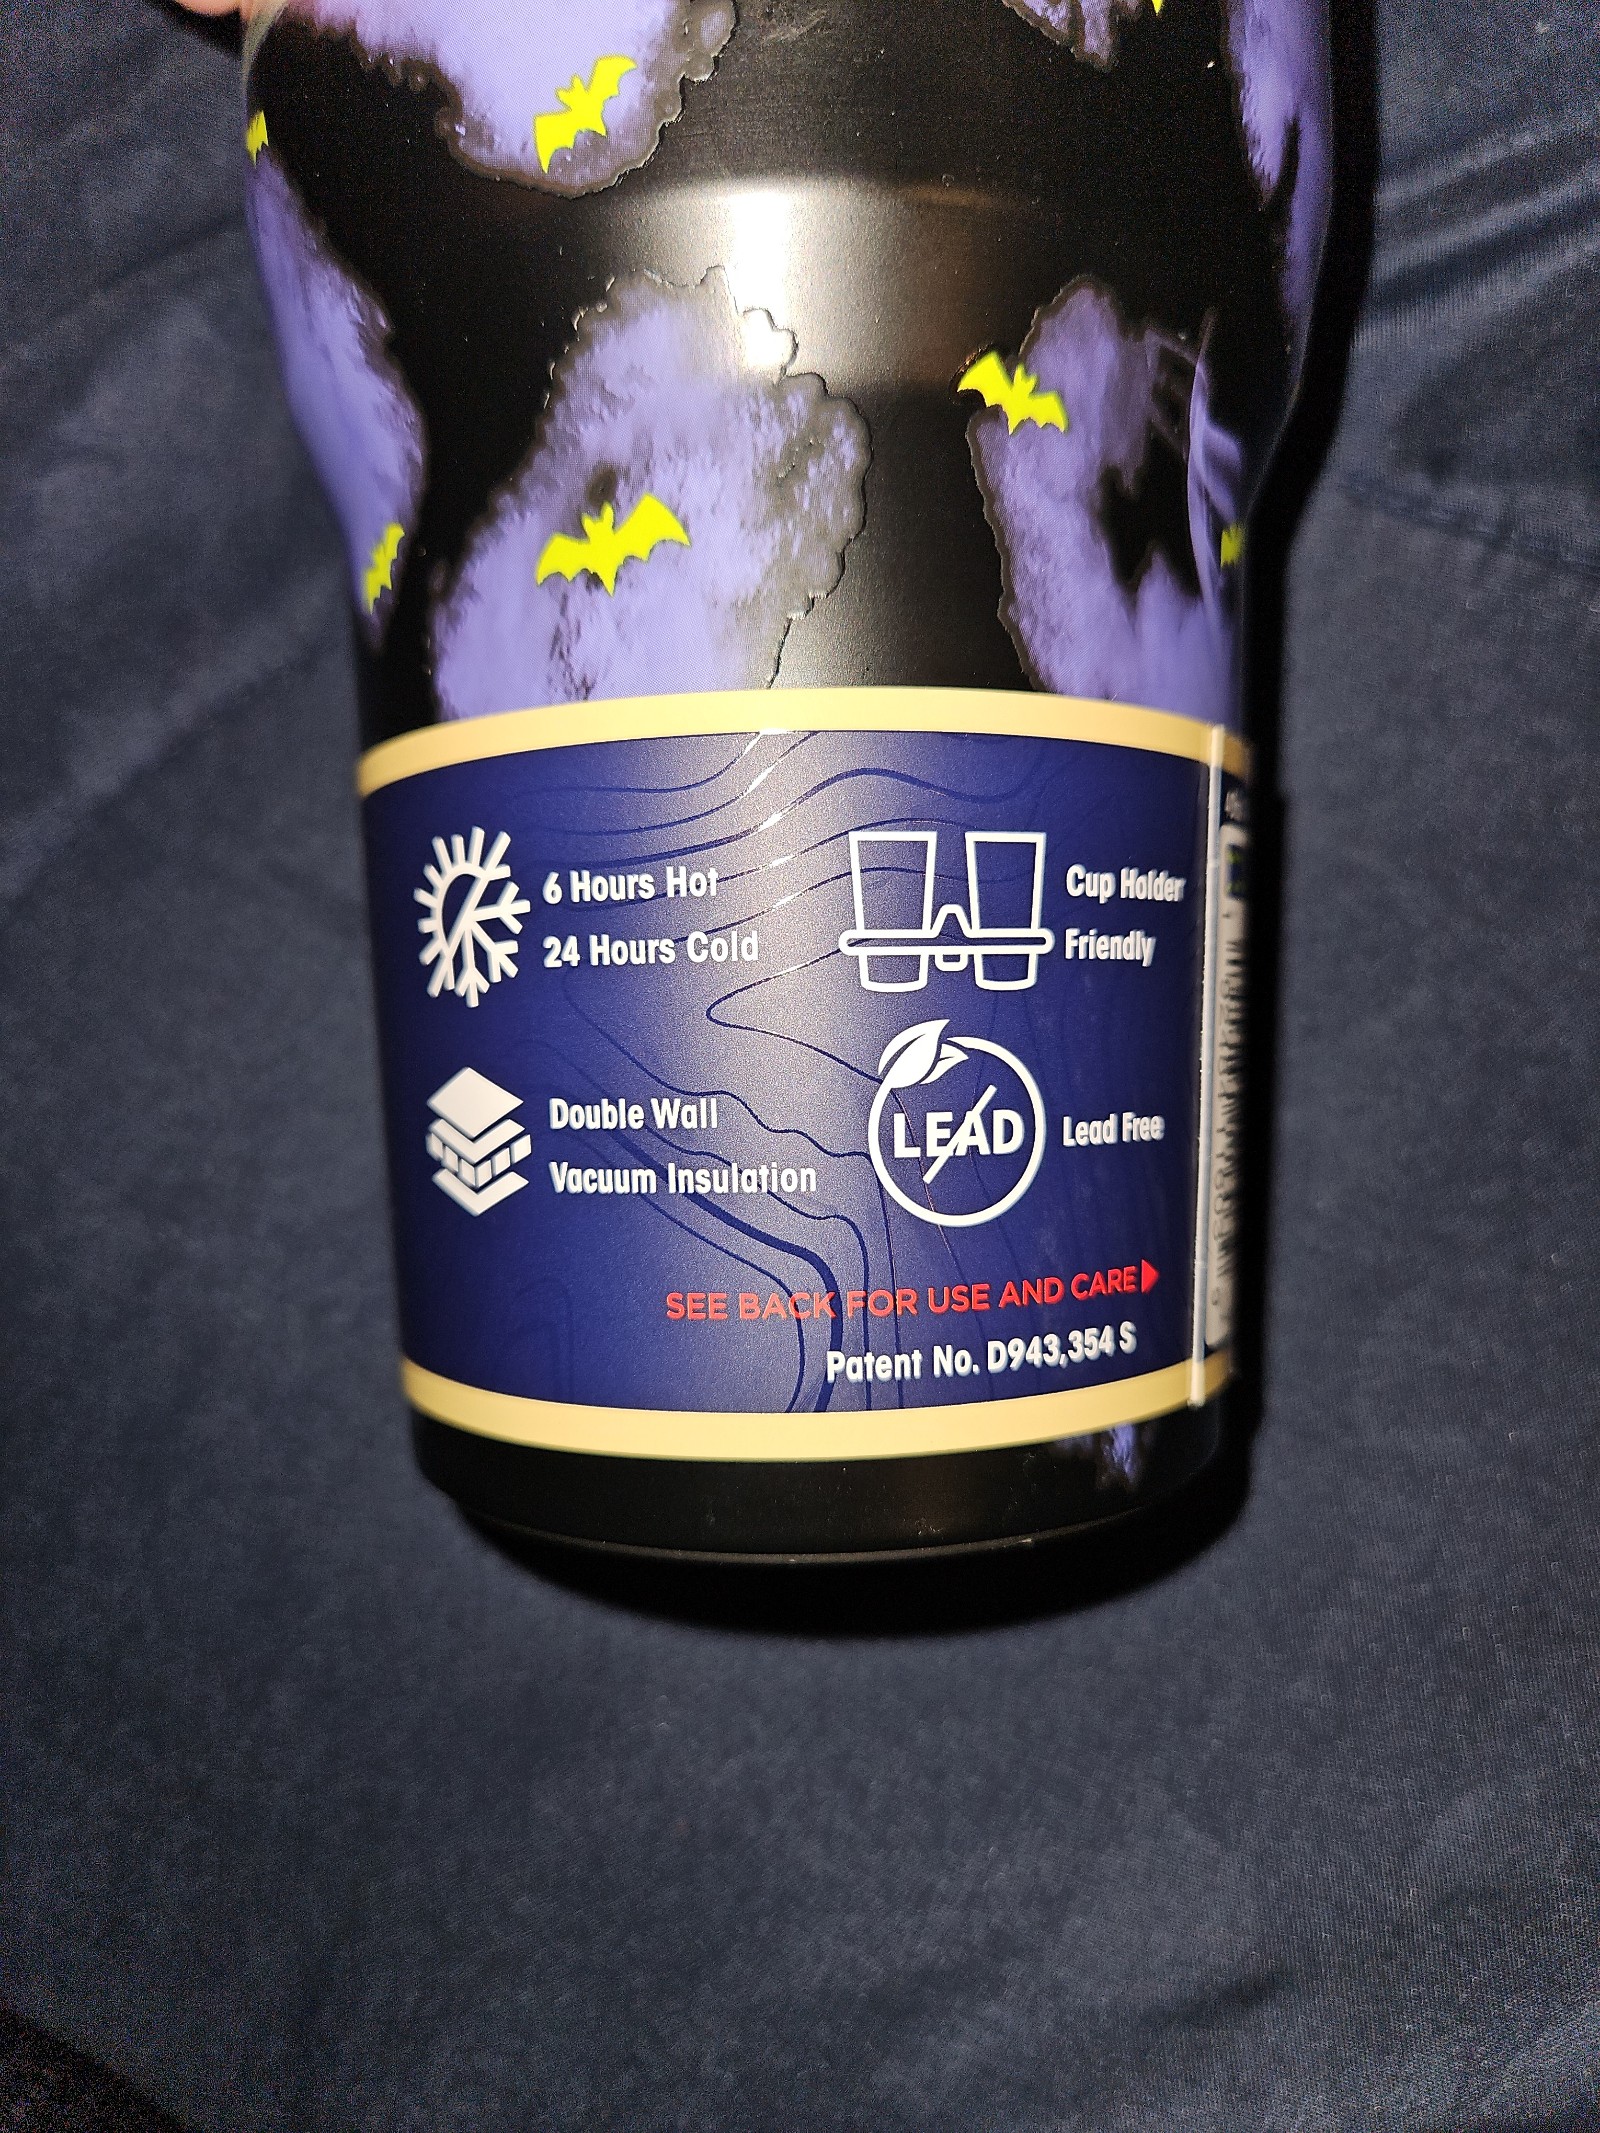 6 Hours Hot
24 Hours Cold
Cup Holder
Friendly
Double Wall
Vacuum Insulation
LEAD
Lead Free
SEE BACK FOR USE AND CARE
Patent No. D943,354 S